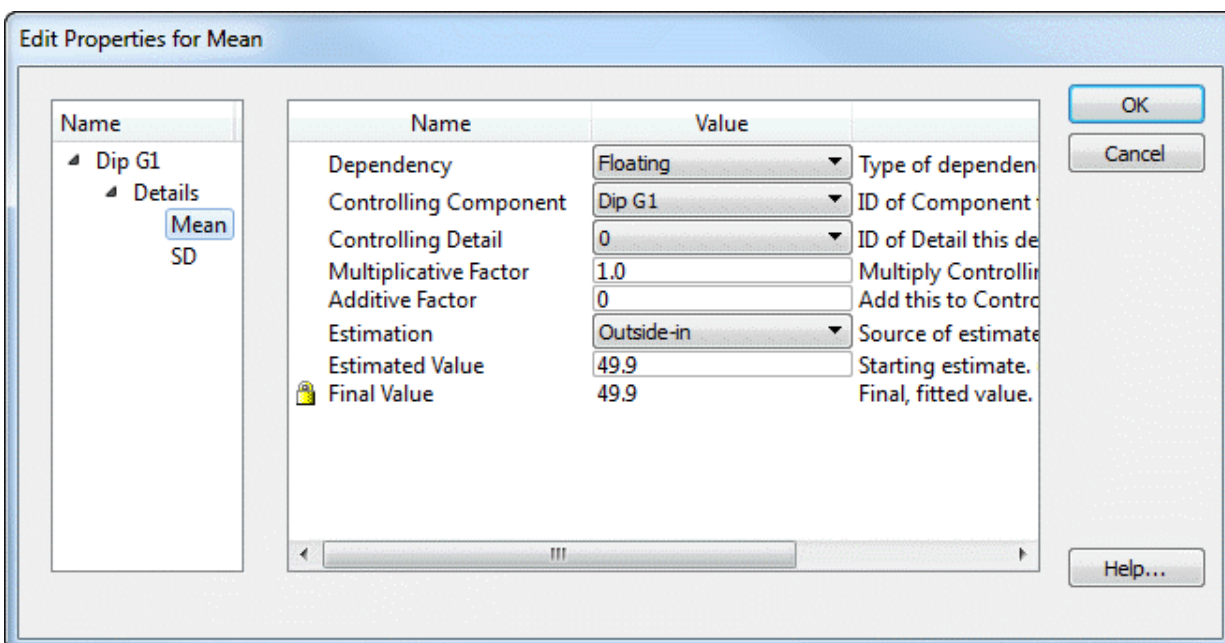 Edit Properties for Mean
Name
Dip G1
Details
Mean
SD
Name Value
Dependency Floating Type of dependen
Controlling Component Dip G1 ID of Component
Controlling Detail 0 ID of Detail this de
Multiplicative Factor 1.0 Multiply Controllin
Additive Factor 0 Add this to Contro
Estimation Outside-in Source of estimate
Estimated Value 49.9 Starting estimate.
Final Value 49.9 Final, fitted value.
OK
Cancel
Help...